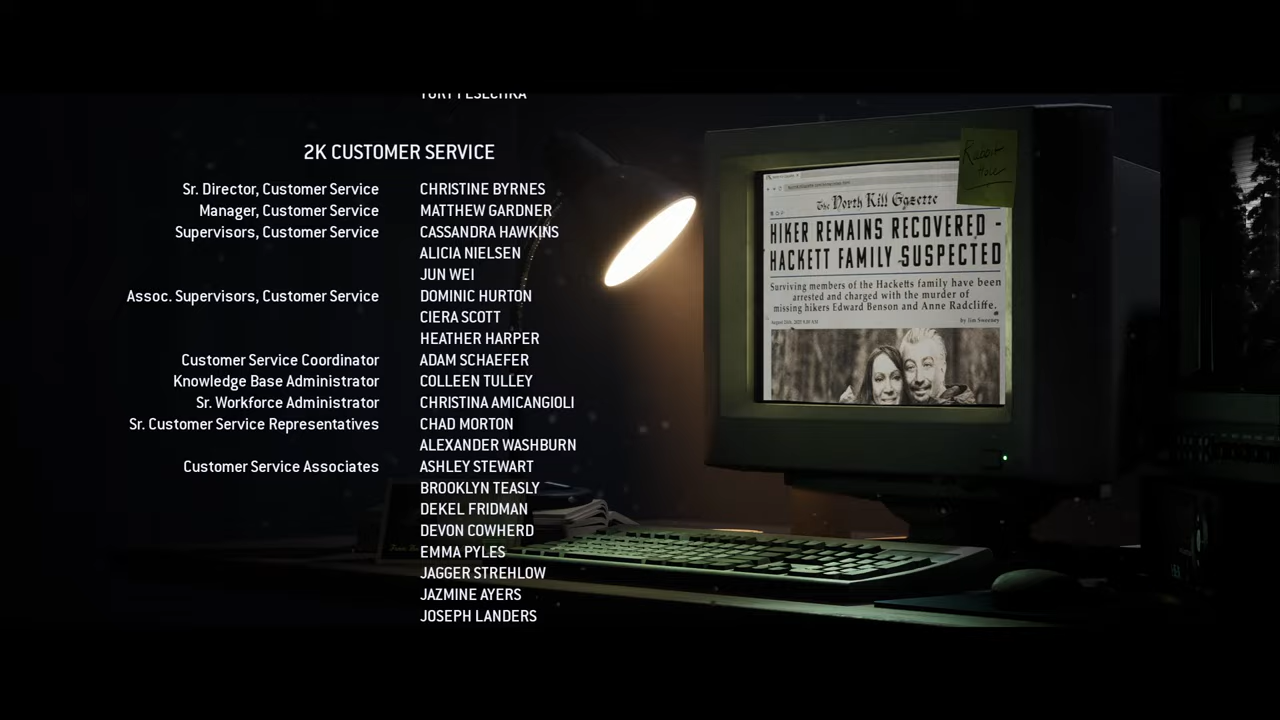 2K CUSTOMER SERVICE
Sr. Director, Customer Service CHRISTINE BYRNES
Manager, Customer Service MATTHEW GARDNER
Supervisors, Customer Service CASSANDRA HAWKINS
ALICIA NIELSEN
JUN WEI
Assoc. Supervisors, Customer Service DOMINIC HURTON
CIERA SCOTT
HEATHER HARPER
Customer Service Coordinator ADAM SCHAEFER
Knowledge Base Administrator COLLEEN TULLEY
Sr. Workforce Administrator CHRISTINA AMICANGIOLI
Sr. Customer Service Representatives CHAD MORTON
ALEXANDER WASHBURN
Customer Service Associates ASHLEY STEWART
BROOKLYN TEASLY
DEKEL FRIDMAN
DEVON COWHERD
EMMA PYLES
JAGGER STREHLOW
JAZMINE AYERS
JOSEPH LANDERS
The North Kill Gazette
HIKER REMAINS RECOVERED -
HACKETT FAMILY SUSPECTED
Surviving members of the Hacketts family have been
arrested and charged with the murder of
missing hikers Edward Benson and Anne Radcliffe.
By Jim Sweeney